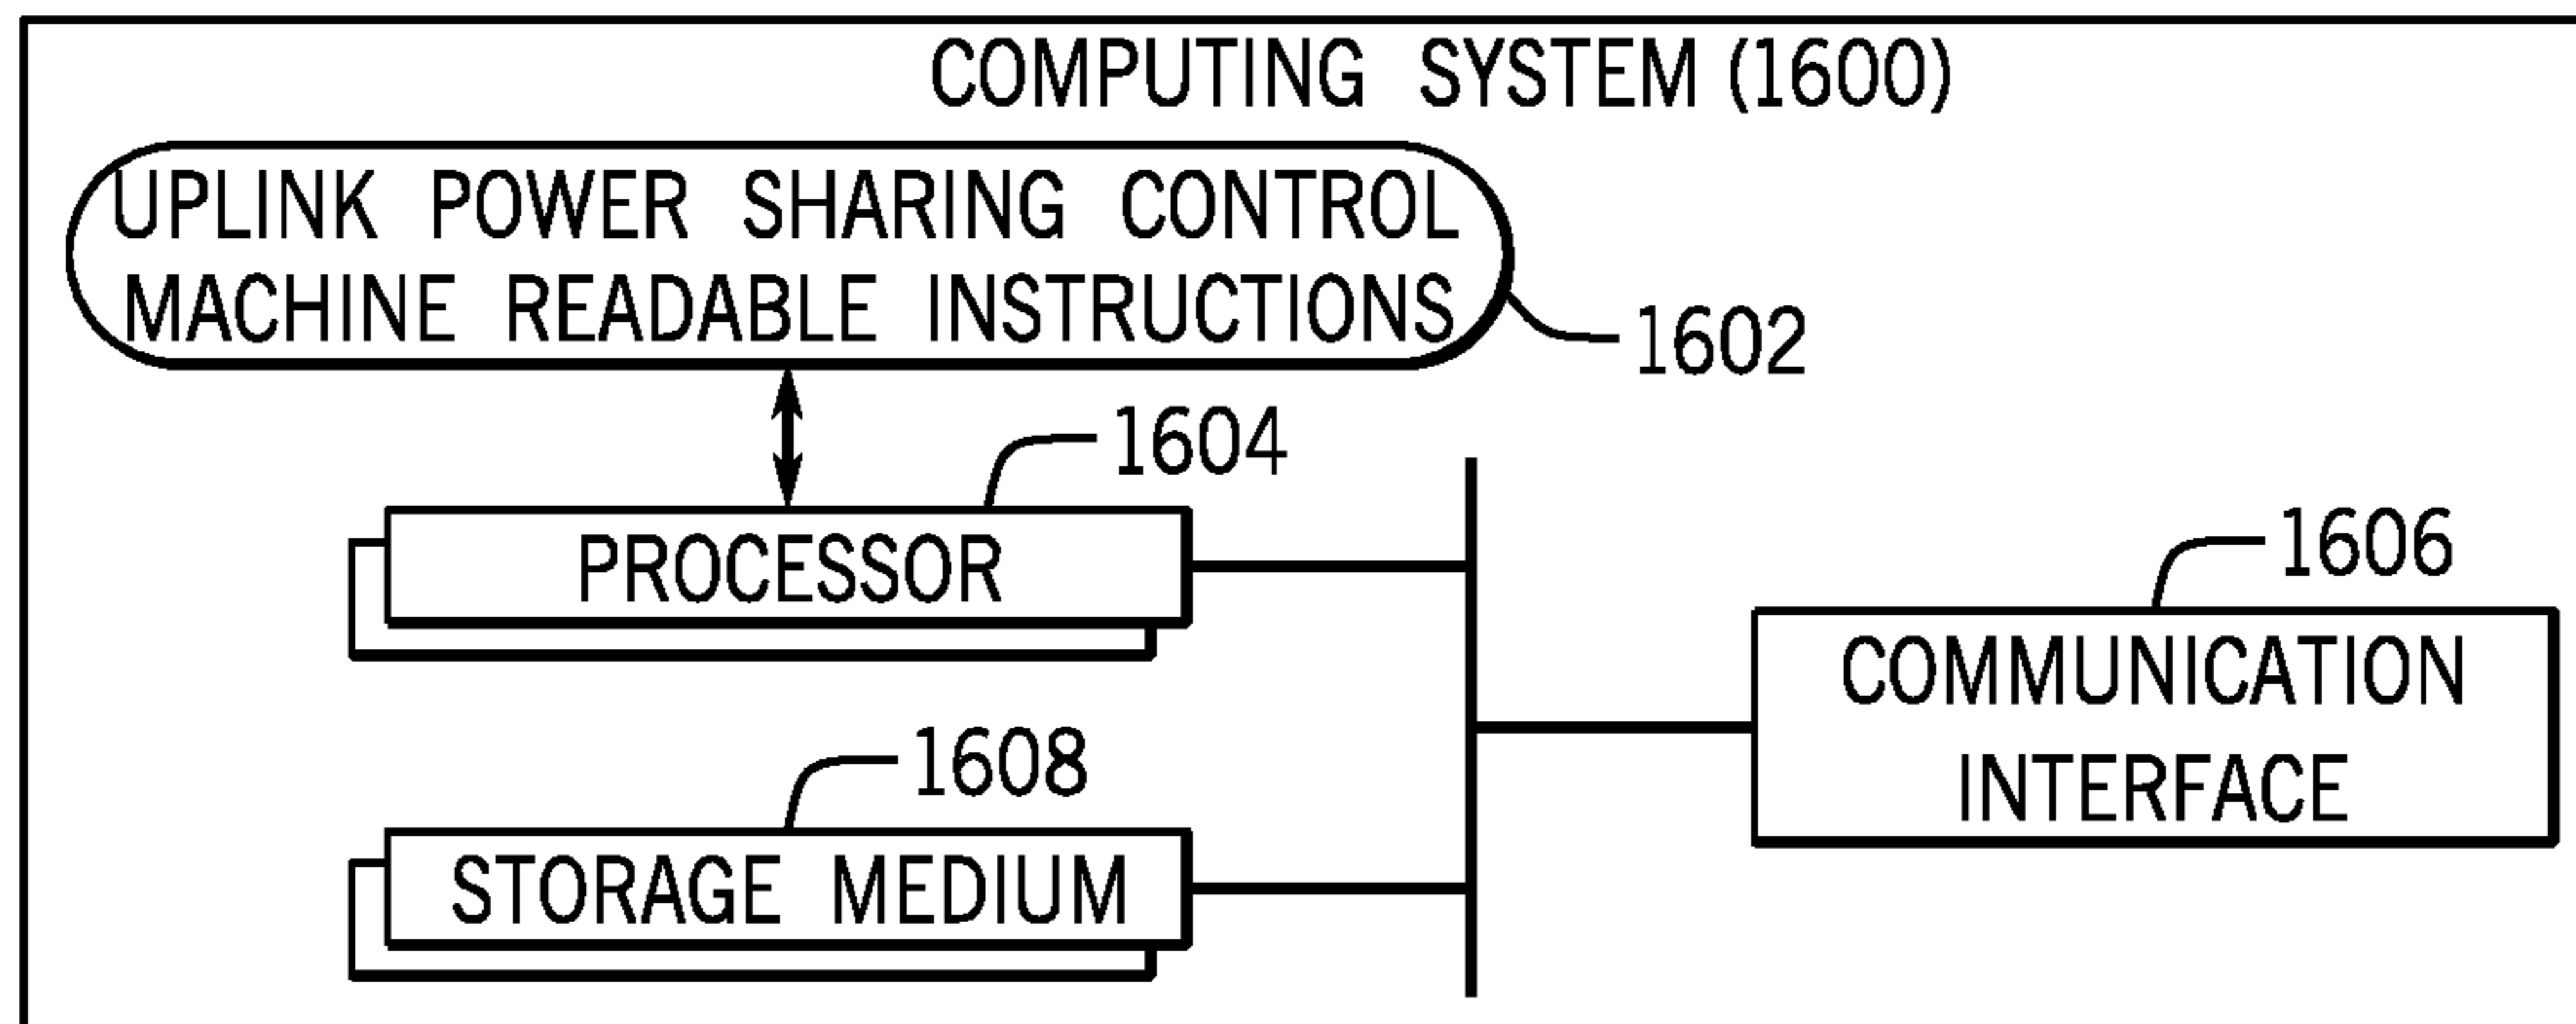 COMPUTING SYSTEM (1600)
UPLINK POWER SHARING CONTROL
MACHINE READABLE INSTRUCTIONS
1602
1604
PROCESSOR
1606
COMMUNICATION
INTERFACE
1608
STORAGE MEDIUM